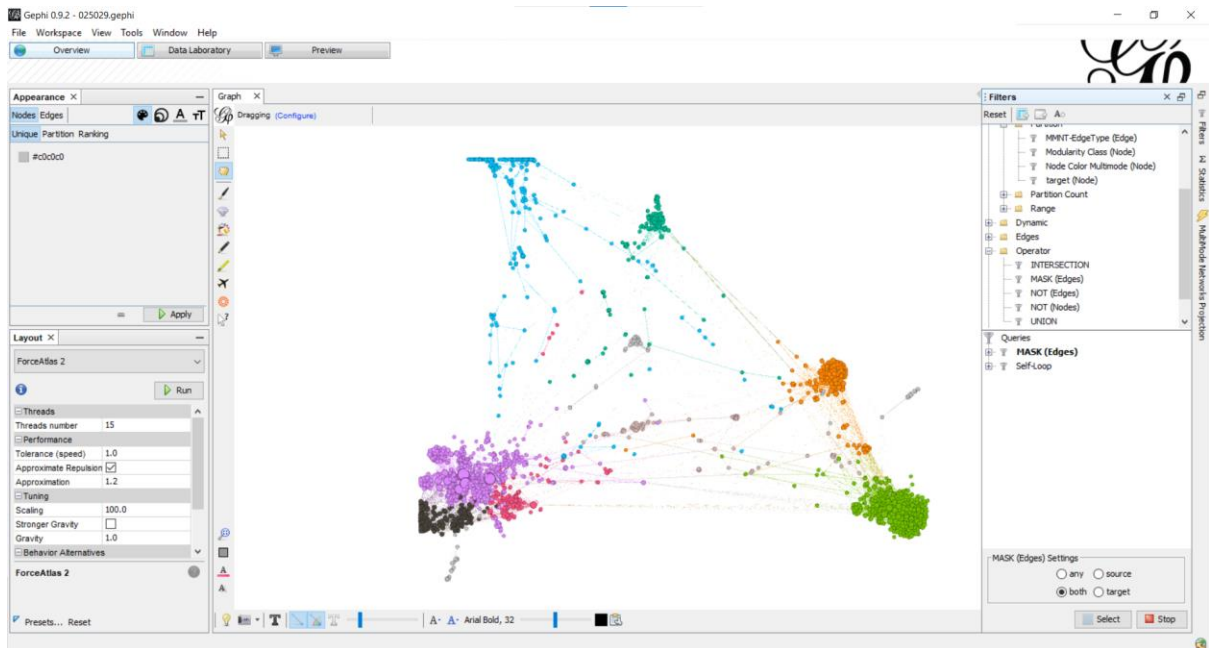 Gephi 0.9.2 - 025029.gephi
File Workspace View Tools Window Help
Overview Data Laboratory Preview
Appearance
Nodes Edges
Unique Partition Ranking
#c0c0c0
Apply
Layout
ForceAtlas 2
Run
Threads
Threads number 15
Performance
Tolerance (speed) 1.0
Approximate Repulsion
Approximation 1.2
Tuning
Scaling 100.0
Stronger Gravity
Gravity 1.0
Behavior Alternatives
ForceAtlas 2
Presets... Reset
Graph
Dragging (Configure)
Arial Bold, 32
Filters
Reset
Partition
MMNT-EdgeType (Edge)
Modularity Class (Node)
Node Color Multimode (Node)
target (Node)
Partition Count
Range
Dynamic
Edges
Operator
INTERSECTION
MASK (Edges)
NOT (Edges)
NOT (Nodes)
UNION
Queries
MASK (Edges)
Self-Loop
MASK (Edges) Settings
any source
both target
Select Stop
Filters
Statistics
MultiMode Networks Projection